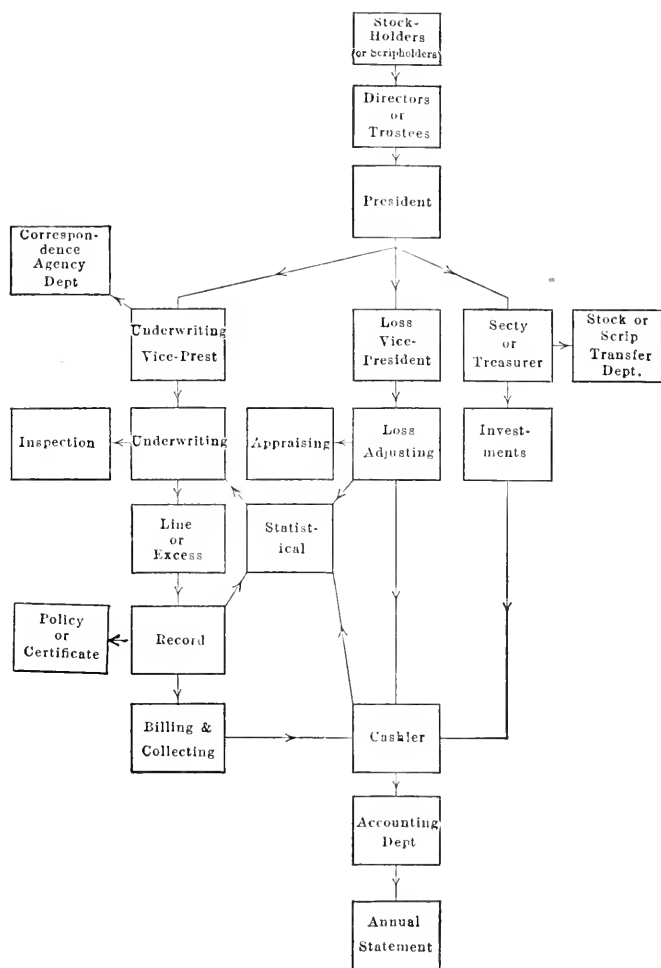 Stock-
Holders
(or Scripholders)
Directors
or
Trustees
President
Correspon-
dence
Agency
Dept
Underwriting
Vice-Prest
Loss
Vice-
President
Secty
or
Treasurer
Stock or
Scrip
Transfer
Dept.
Inspection
Underwriting
Appraising
Loss
Adjusting
Invest-
ments
Line
or
Excess
Statist-
ical
Policy
or
Certificate
Record
Billing &
Collecting
Cashier
Accounting
Dept
Annual
Statement